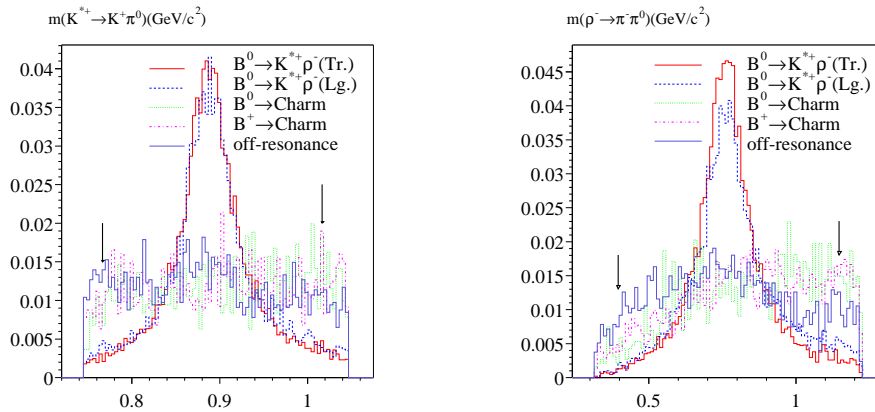 m(K*+→K+π0)(GeV/c2)
0.04
0.035
0.03
0.025
0.02
0.015
0.01
0.005
0
0.8
0.9
1
B0→K*+ρ-(Tr.)
B0→K*+ρ-(Lg.)
B0→Charm
B+→Charm
off-resonance
m(ρ-→π-π0)(GeV/c2)
0.045
0.04
0.035
0.03
0.025
0.02
0.015
0.01
0.005
0
0.5
1
B0→K*+ρ-(Tr.)
B0→K*+ρ-(Lg.)
B0→Charm
B+→Charm
off-resonance